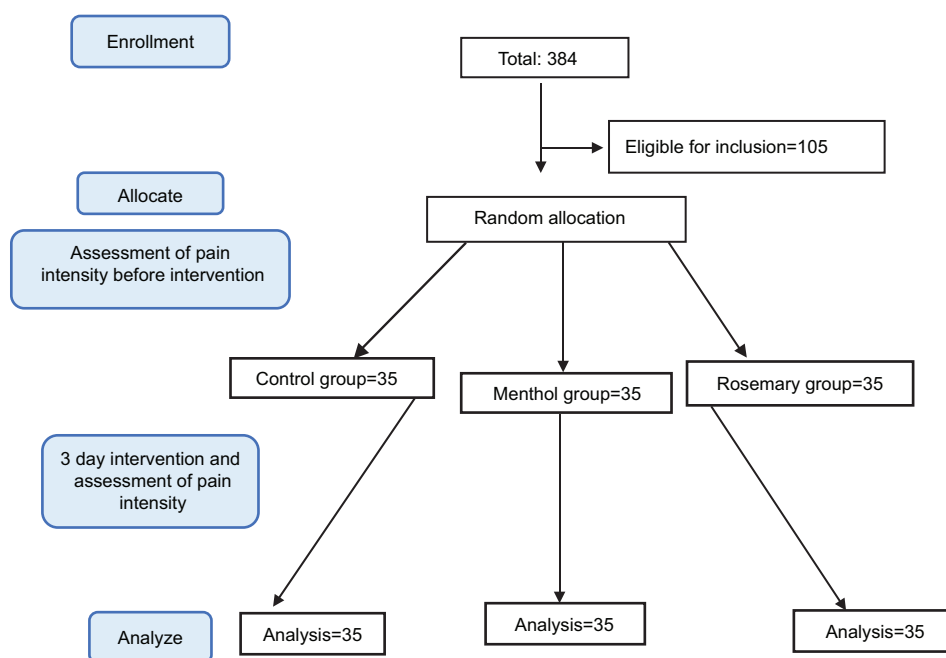 Enrollment
Total: 384
Eligible for inclusion=105
Allocate
Random allocation
Assessment of pain
intensity before intervention
Control group=35
Menthol group=35
Rosemary group=35
3 day intervention and
assessment of pain
intensity
Analyze
Analysis=35
Analysis=35
Analysis=35